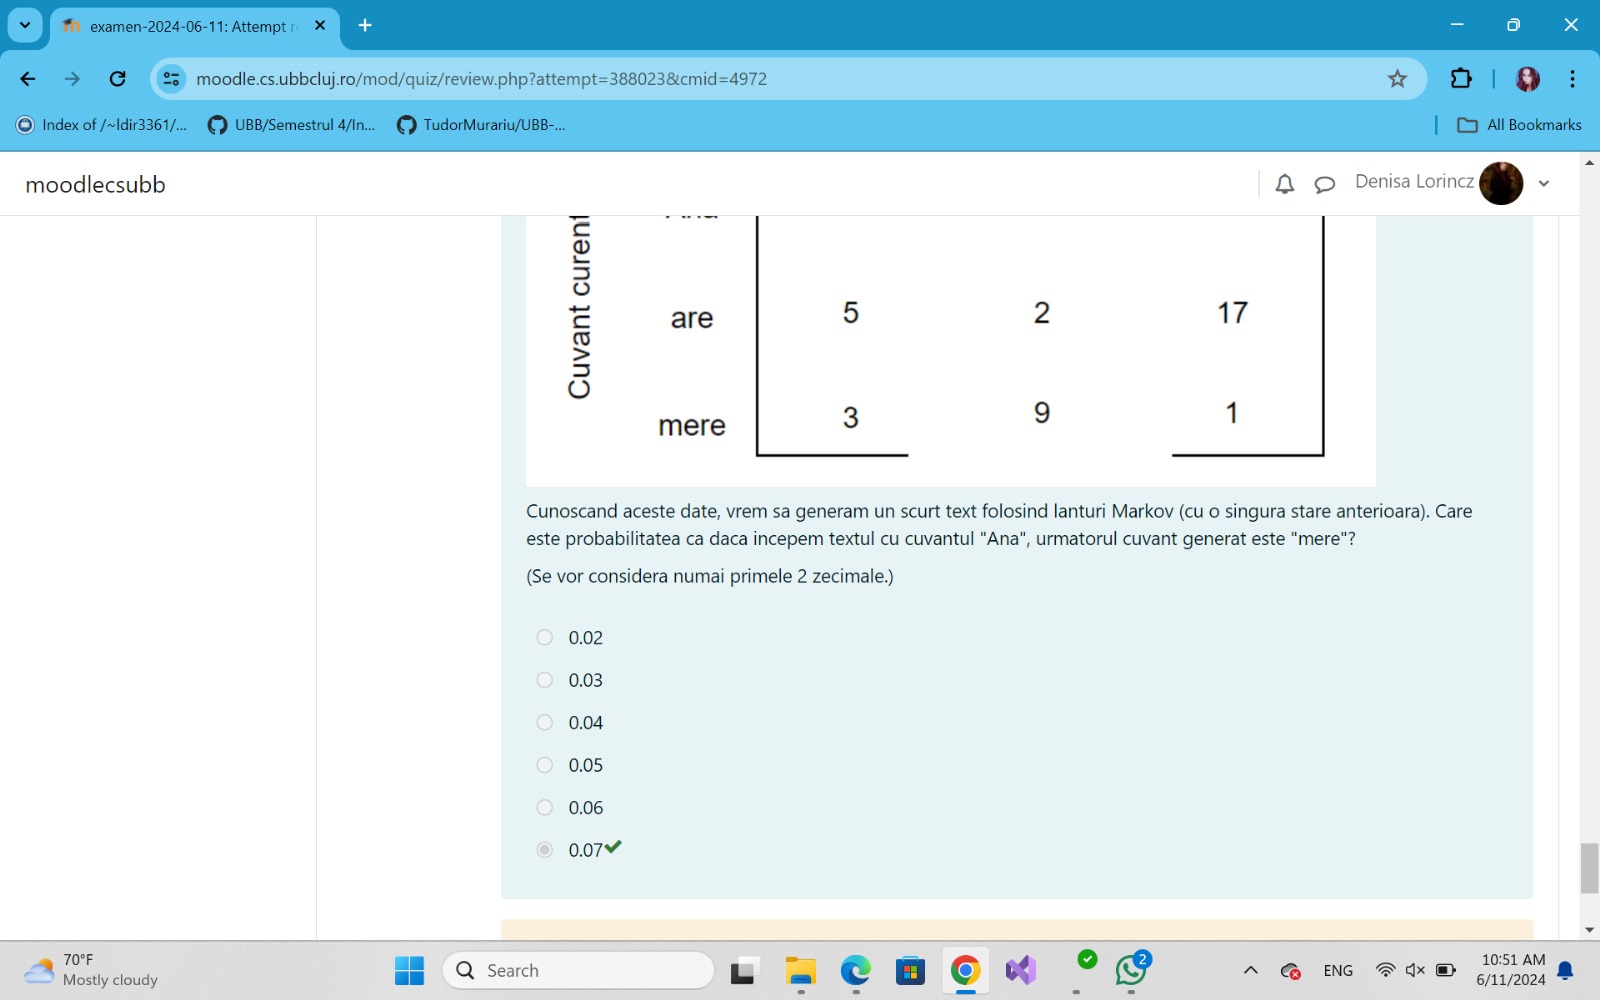 examen-2024-06-11: Attempt r
moodle.cs.ubbcluj.ro/mod/quiz/review.php?attempt=388023&cmid=4972
Index of /~ldir3361/...
UBB/Semestrul 4/In...
TudorMurariu/UBB-...
All Bookmarks
moodlecsubb
Denisa Lorincz
Cuvant curent
Ana
are 5 2 17
mere 3 9 1
Cunoscand aceste date, vrem sa generam un scurt text folosind lanturi Markov (cu o singura stare anterioara). Care
este probabilitatea ca daca incepem textul cu cuvantul "Ana", urmatorul cuvant generat este "mere"?
(Se vor considera numai primele 2 zecimale.)
0.02
0.03
0.04
0.05
0.06
0.07
70°F
Mostly cloudy
Search
2
ENG
10:51 AM
6/11/2024